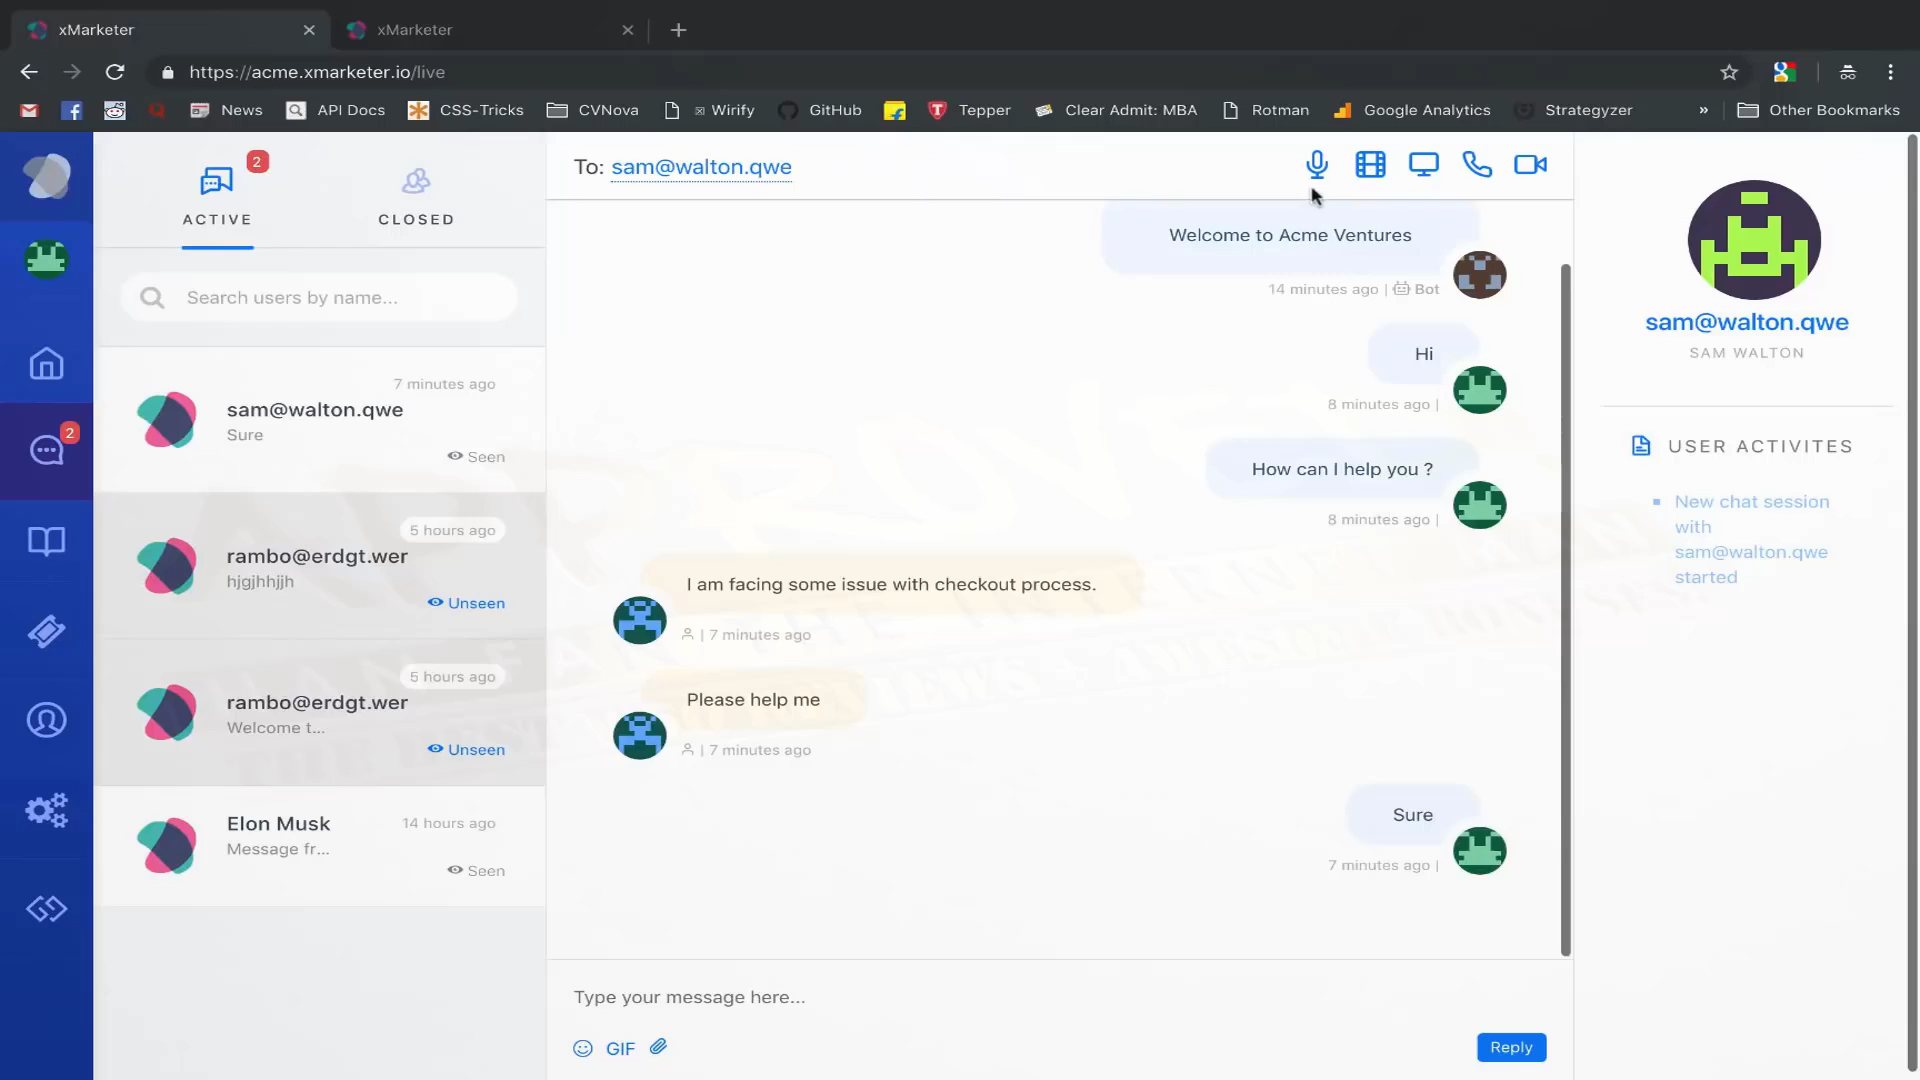 xMarketer
xMarketer
https://acme.xmarketer.io/live
News
API Docs
CSS-Tricks
CVNova
Wirify
GitHub
Tepper
Clear Admit: MBA
Rotman
Google Analytics
Strategyzer
»
Other Bookmarks
2
ACTIVE
CLOSED
Search users by name...
2
7 minutes ago
sam@walton.qwe
Sure
Seen
5 hours ago
rambo@erdgt.wer
hjgjhhjjh
Unseen
5 hours ago
rambo@erdgt.wer
Welcome t...
Unseen
Elon Musk
14 hours ago
Message fr...
Seen
To: sam@walton.qwe
Welcome to Acme Ventures
14 minutes ago | Bot
Hi
8 minutes ago |
How can I help you ?
8 minutes ago |
I am facing some issue with checkout process.
| 7 minutes ago
Please help me
| 7 minutes ago
Sure
7 minutes ago |
Type your message here...
GIF
Reply
sam@walton.qwe
SAM WALTON
USER ACTIVITES
New chat session
with
sam@walton.qwe
started